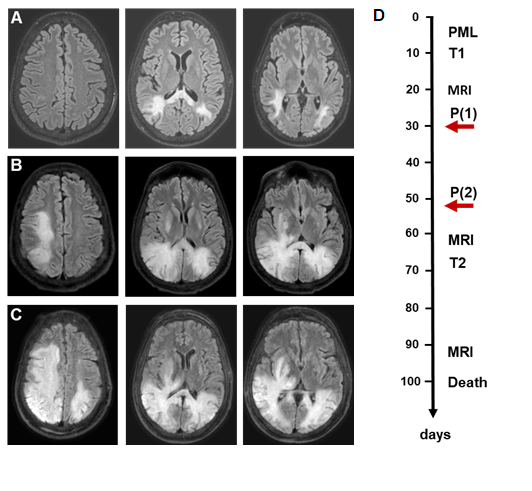 A
B
C
D
0
PML
10
T1
20
MRI
P(1)
30
40
P(2)
50
60
MRI
T2
70
80
90
MRI
100
Death
days